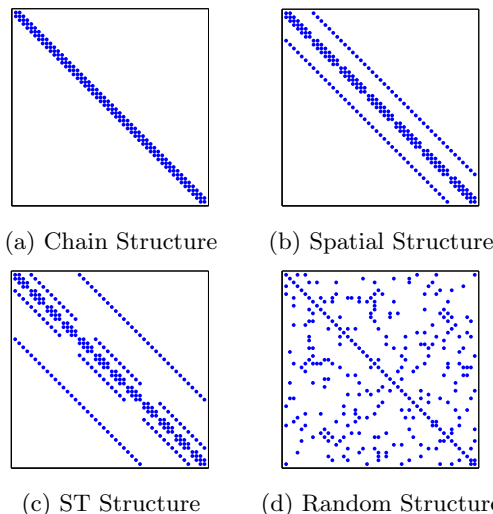 (a) Chain Structure
(b) Spatial Structure
(c) ST Structure
(d) Random Structure